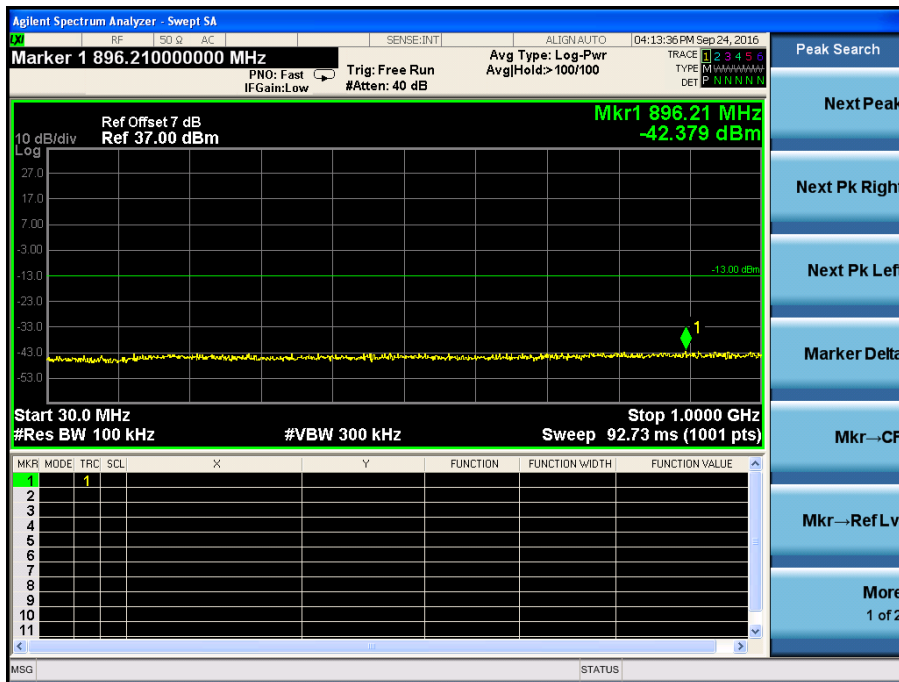 Agilent Spectrum Analyzer - Swept SA
LXI RF 50 Ω AC SENSE:INT ALIGN AUTO 04:13:36 PM Sep 24, 2016
Marker 1 896.210000000 MHz
PNO: Fast
IFGain:Low
Trig: Free Run
#Atten: 40 dB
Avg Type: Log-Pwr
Avg|Hold:>100/100
TRACE 1 2 3 4 5 6
TYPE M WWWWW
DET P N N N N N
Peak Search
Next Peak
Next Pk Right
Next Pk Left
Marker Delta
Mkr→CF
Mkr→Ref Lv
More
1 of 2
Mkr1 896.21 MHz
-42.379 dBm
Ref Offset 7 dB
Ref 37.00 dBm
10 dB/div
Log
27.0
17.0
7.00
-3.00
-13.0
-13.00 dBm
-23.0
-33.0
1
-43.0
-53.0
Start 30.0 MHz
Stop 1.0000 GHz
#Res BW 100 kHz
#VBW 300 kHz
Sweep 92.73 ms (1001 pts)
MKR MODE TRC SCL X Y FUNCTION FUNCTION WIDTH FUNCTION VALUE
1 1
2
3
4
5
6
7
8
9
10
11
MSG STATUS